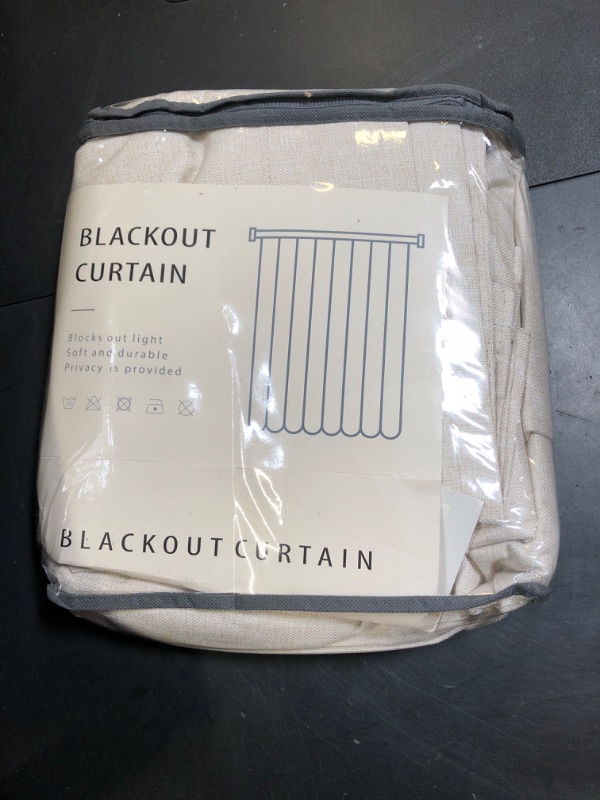 BLACKOUT
CURTAIN
Blocks out light
Soft and durable
Privacy is provided
BLACKOUT CURTAIN